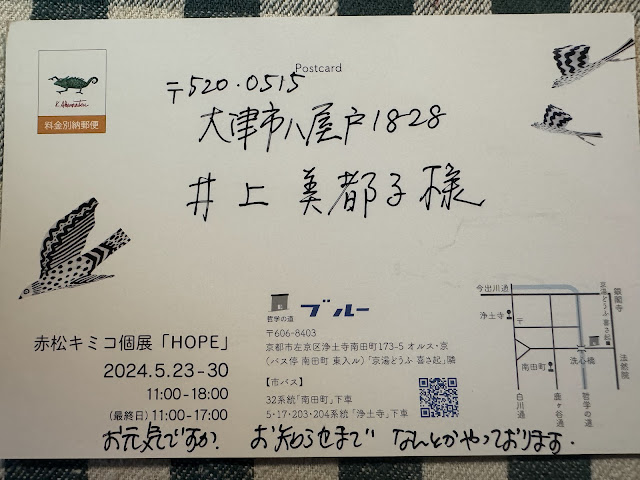 Postcard
K. Akamatsu
料金別納郵便
〒520-0515
大津市八屋戸1828
井上 美都子 様
赤松キミコ個展「HOPE」
2024.5.23-30
11:00-18:00
(最終日)11:00-17:00
哲学の道
ブルー
〒606-8403
京都市左京区浄土寺南田町173-5 オルス・京
(バス停 南田町 東入ル)「京湯どうふ 喜さ起」隣
【市バス】
32系統「南田町」下車
5・17・203・204系統「浄土寺」下車
今出川通
浄土寺
〒
南田町
白川通
鹿ヶ谷通
哲学の道
洗心橋
京湯どうふ 喜さ起
銀閣寺
法然院
お元気ですか. お知らせまで なんとかやっております.